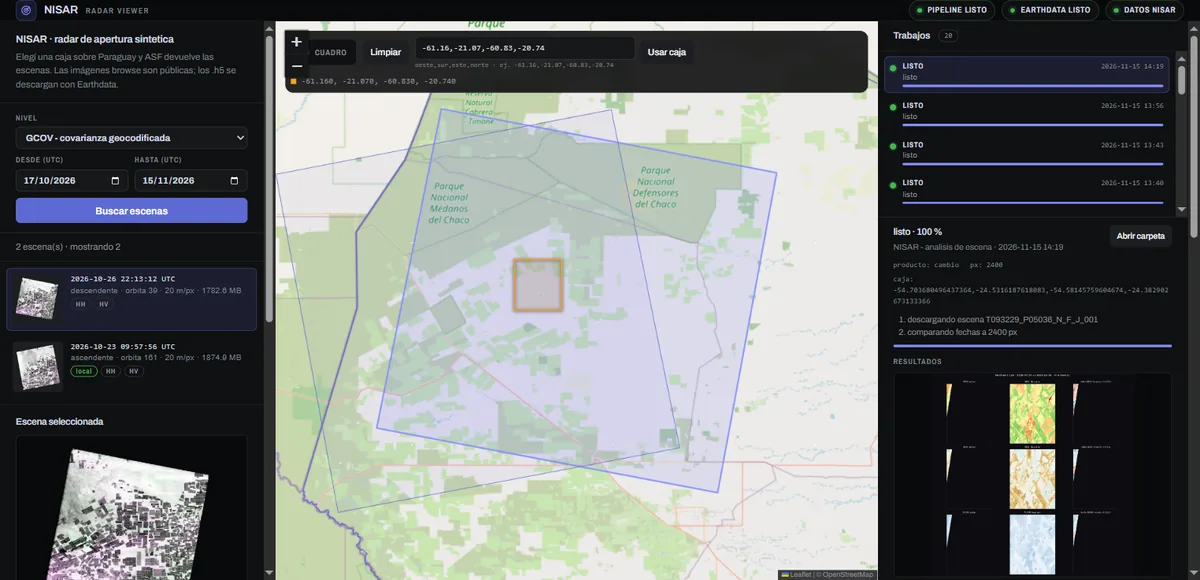 NISAR RADAR VIEWER
PIPELINE LISTO
EARTHDATA LISTO
DATOS NISAR
NISAR · radar de apertura sintetica
Elegí una caja sobre Paraguay y ASF devuelve las
escenas. Las imágenes browse son públicas; los .h5 se
descargan con Earthdata.
NIVEL
GCOV - covarianza geocodificada
DESDE (UTC)
HASTA (UTC)
17/10/2026
15/11/2026
Buscar escenas
2 escena(s) · mostrando 2
2026-10-26 22:13:12 UTC
descendente · orbita 39 · 20 m/px · 1782.6 MB
HH HV
2026-10-23 09:57:56 UTC
ascendente · orbita 161 · 20 m/px · 1874.9 MB
local HH HV
Escena seleccionada
Parque
+
−
CUADRO
Limpiar
-61.16,-21.07,-60.83,-20.74
Usar caja
oeste,sur,este,norte · ej. -61.16,-21.07,-60.83,-20.74
-61.160, -21.070, -60.830, -20.740
Reserva
Natural
Cabrera
Timane
Parque
Nacional
Médanos
del Chaco
Parque
Nacional
Defensores
del Chaco
Leaflet | © OpenStreetMap
Trabajos 20
LISTO 2026-11-15 14:19
listo
LISTO 2026-11-15 13:56
listo
LISTO 2026-11-15 13:43
listo
LISTO 2026-11-15 13:40
listo
listo · 100 %
Abrir carpeta
NISAR - analisis de escena · 2026-11-15 14:19
producto: cambio px: 2400
caja:
-54.703680496437364,-24.5316187618083,-54.58145759604674,-24.382902
673133366
1. descargando escena T093229_P05036_N_F_J_001
2. comparando fechas a 2400 px
RESULTADOS